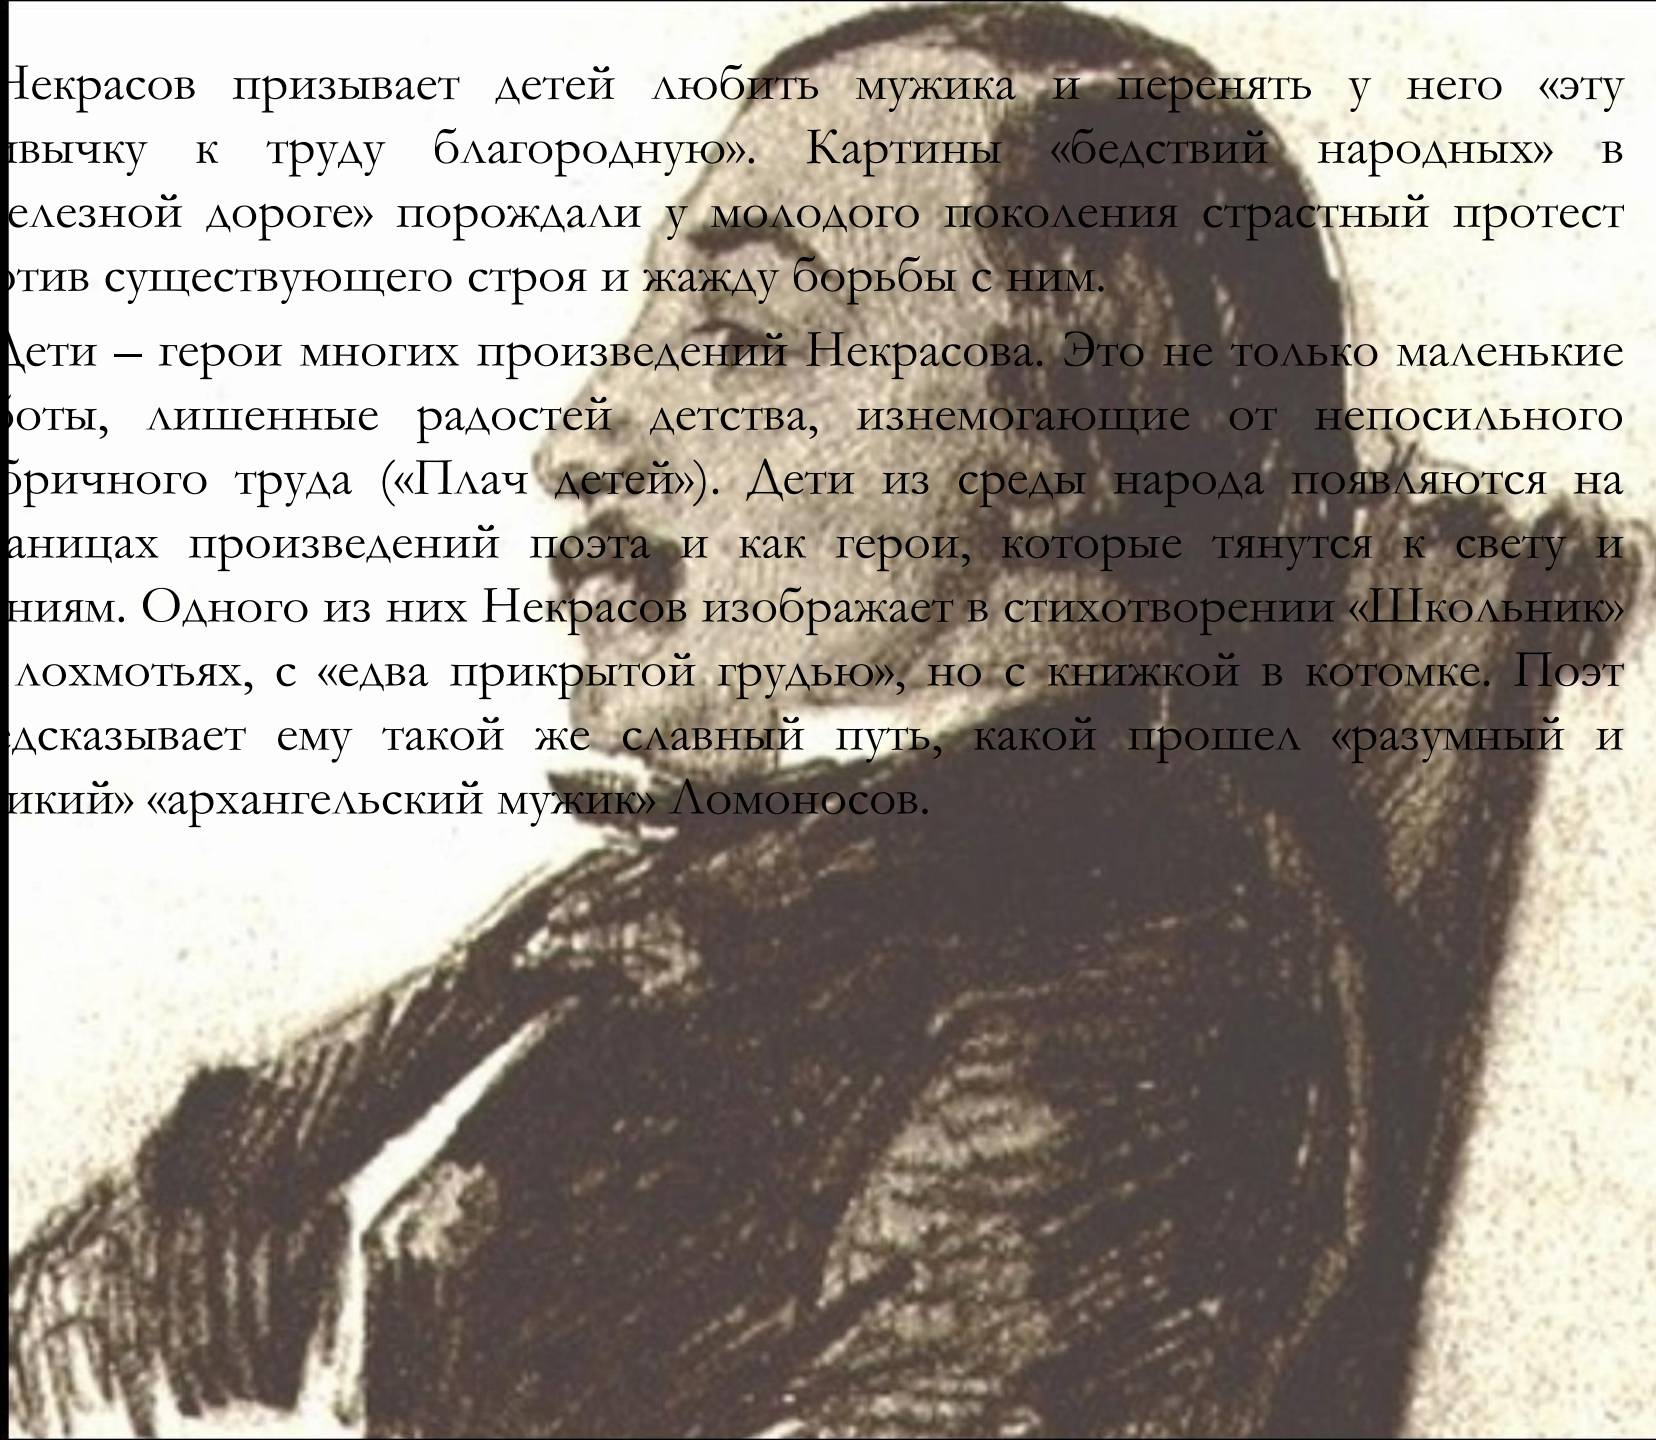 Некрасов призывает детей любить мужика и перенять у него «эту
ивычку к труду благородную». Картины «бедствий народных» в
елезной дороге» порождали у молодого поколения страстный протест
отив существующего строя и жажду борьбы с ним.
Дети – герои многих произведений Некрасова. Это не только маленькие
боты, лишенные радостей детства, изнемогающие от непосильного
бричного труда («Плач детей»). Дети из среды народа появляются на
аницах произведений поэта и как герои, которые тянутся к свету и
ниям. Одного из них Некрасов изображает в стихотворении «Школьник»
лохмотьях, с «едва прикрытой грудью», но с книжкой в котомке. Поэт
едсказывает ему такой же славный путь, какой прошел «разумный и
икий» «архангельский мужик» Ломоносов.